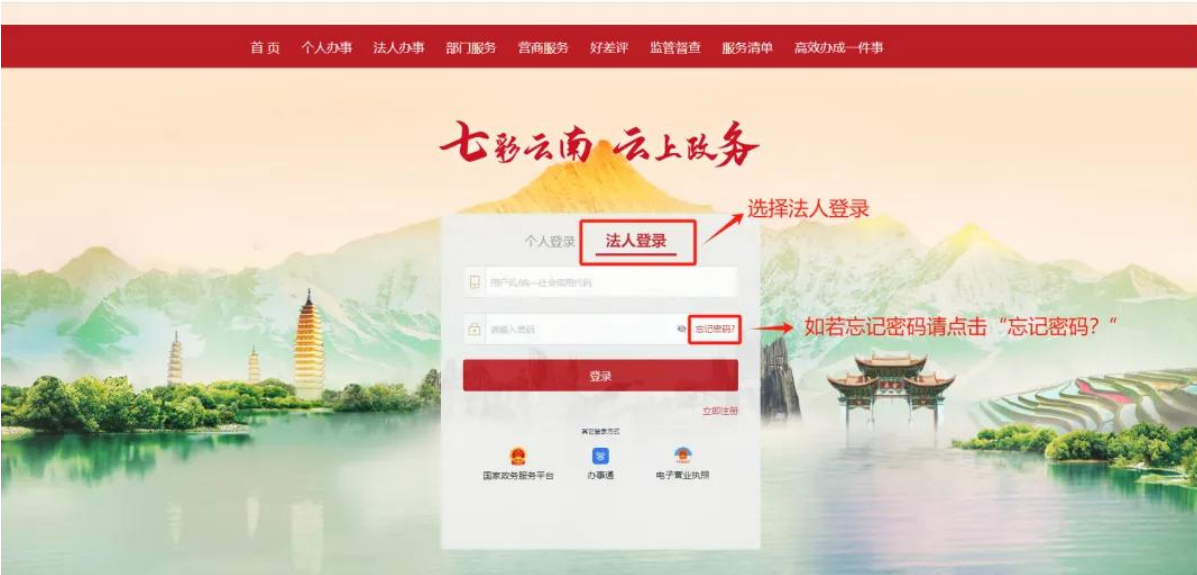 首页 个人办事 法人办事 部门服务 营商服务 好差评 监管督查 服务清单 高效办成一件事
七彩云南 云上政务
选择法人登录
个人登录 法人登录
用户名/统一社会信用代码
请输入密码 忘记密码?
如若忘记密码请点击“忘记密码？“
登录
立即注册
其它登录方式
国家政务服务平台 办事通 电子营业执照